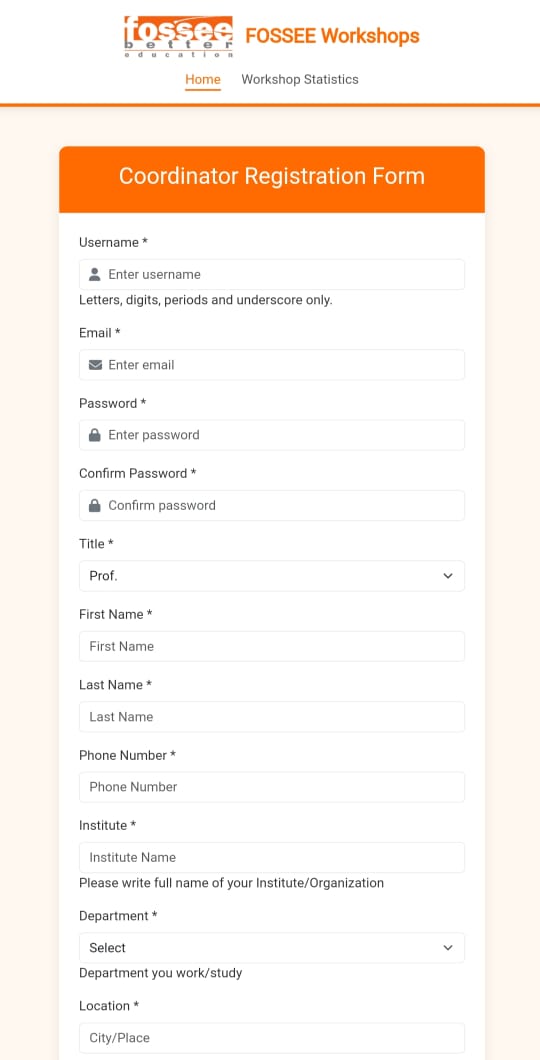 fossee
better
education
FOSSEE Workshops
Home Workshop Statistics
Coordinator Registration Form
Username *
Enter username
Letters, digits, periods and underscore only.
Email *
Enter email
Password *
Enter password
Confirm Password *
Confirm password
Title *
Prof.
First Name *
First Name
Last Name *
Last Name
Phone Number *
Phone Number
Institute *
Institute Name
Please write full name of your Institute/Organization
Department *
Select
Department you work/study
Location *
City/Place